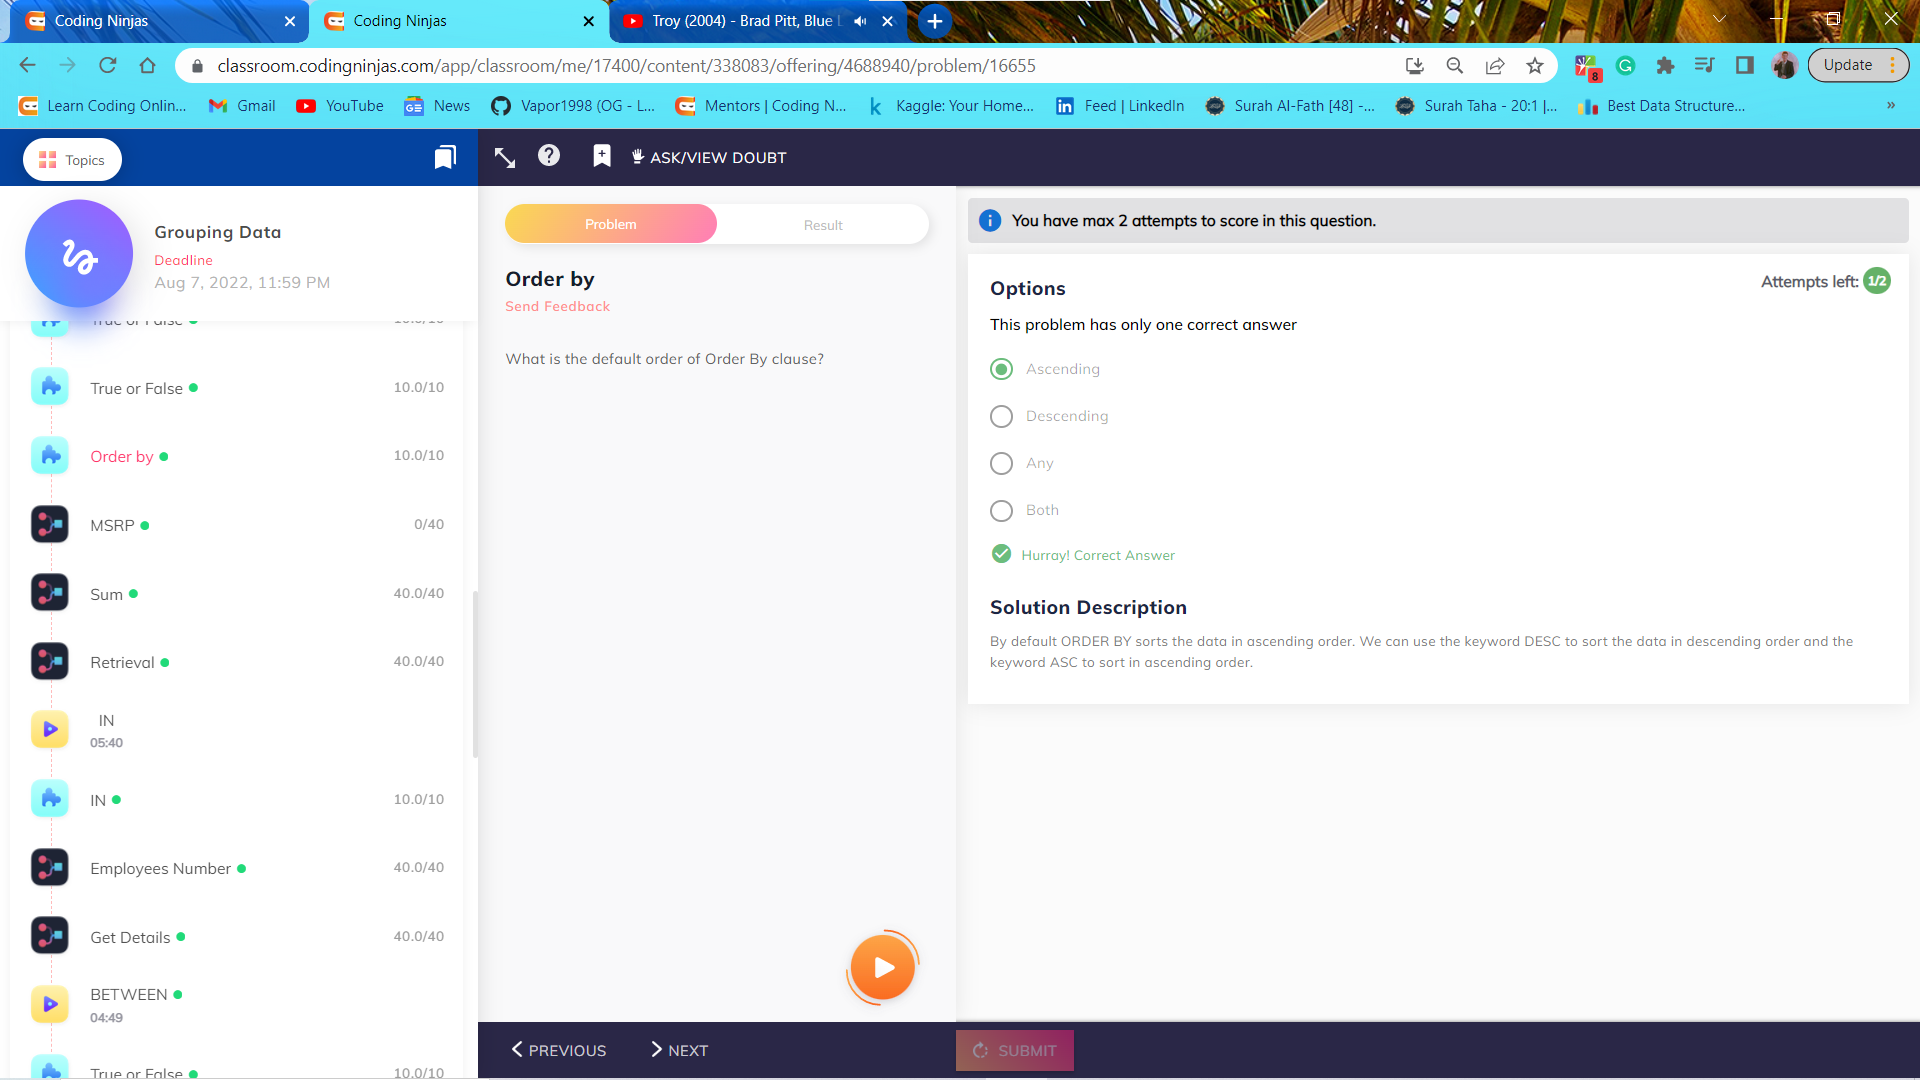 Coding Ninjas
Coding Ninjas
Troy (2004) - Brad Pitt, Blue
classroom.codingninjas.com/app/classroom/me/17400/content/338083/offering/4688940/problem/16655
8
Update
Learn Coding Onlin...
Gmail
YouTube
News
Vapor1998 (OG - L...
Mentors | Coding N...
Kaggle: Your Home...
Feed | LinkedIn
Surah Al-Fath [48] -...
Surah Taha - 20:1 |...
Best Data Structure...
Topics
ASK/VIEW DOUBT
Grouping Data
Deadline
Aug 7, 2022, 11:59 PM
True or False
10.0/10
True or False
10.0/10
Order by
10.0/10
MSRP
0/40
Sum
40.0/40
Retrieval
40.0/40
IN
05:40
IN
10.0/10
Employees Number
40.0/40
Get Details
40.0/40
BETWEEN
04:49
True or False
10.0/10
Problem
Result
Order by
Send Feedback
What is the default order of Order By clause?
PREVIOUS
NEXT
You have max 2 attempts to score in this question.
Attempts left: 1/2
Options
This problem has only one correct answer
Ascending
Descending
Any
Both
Hurray! Correct Answer
Solution Description
By default ORDER BY sorts the data in ascending order. We can use the keyword DESC to sort the data in descending order and the
keyword ASC to sort in ascending order.
SUBMIT